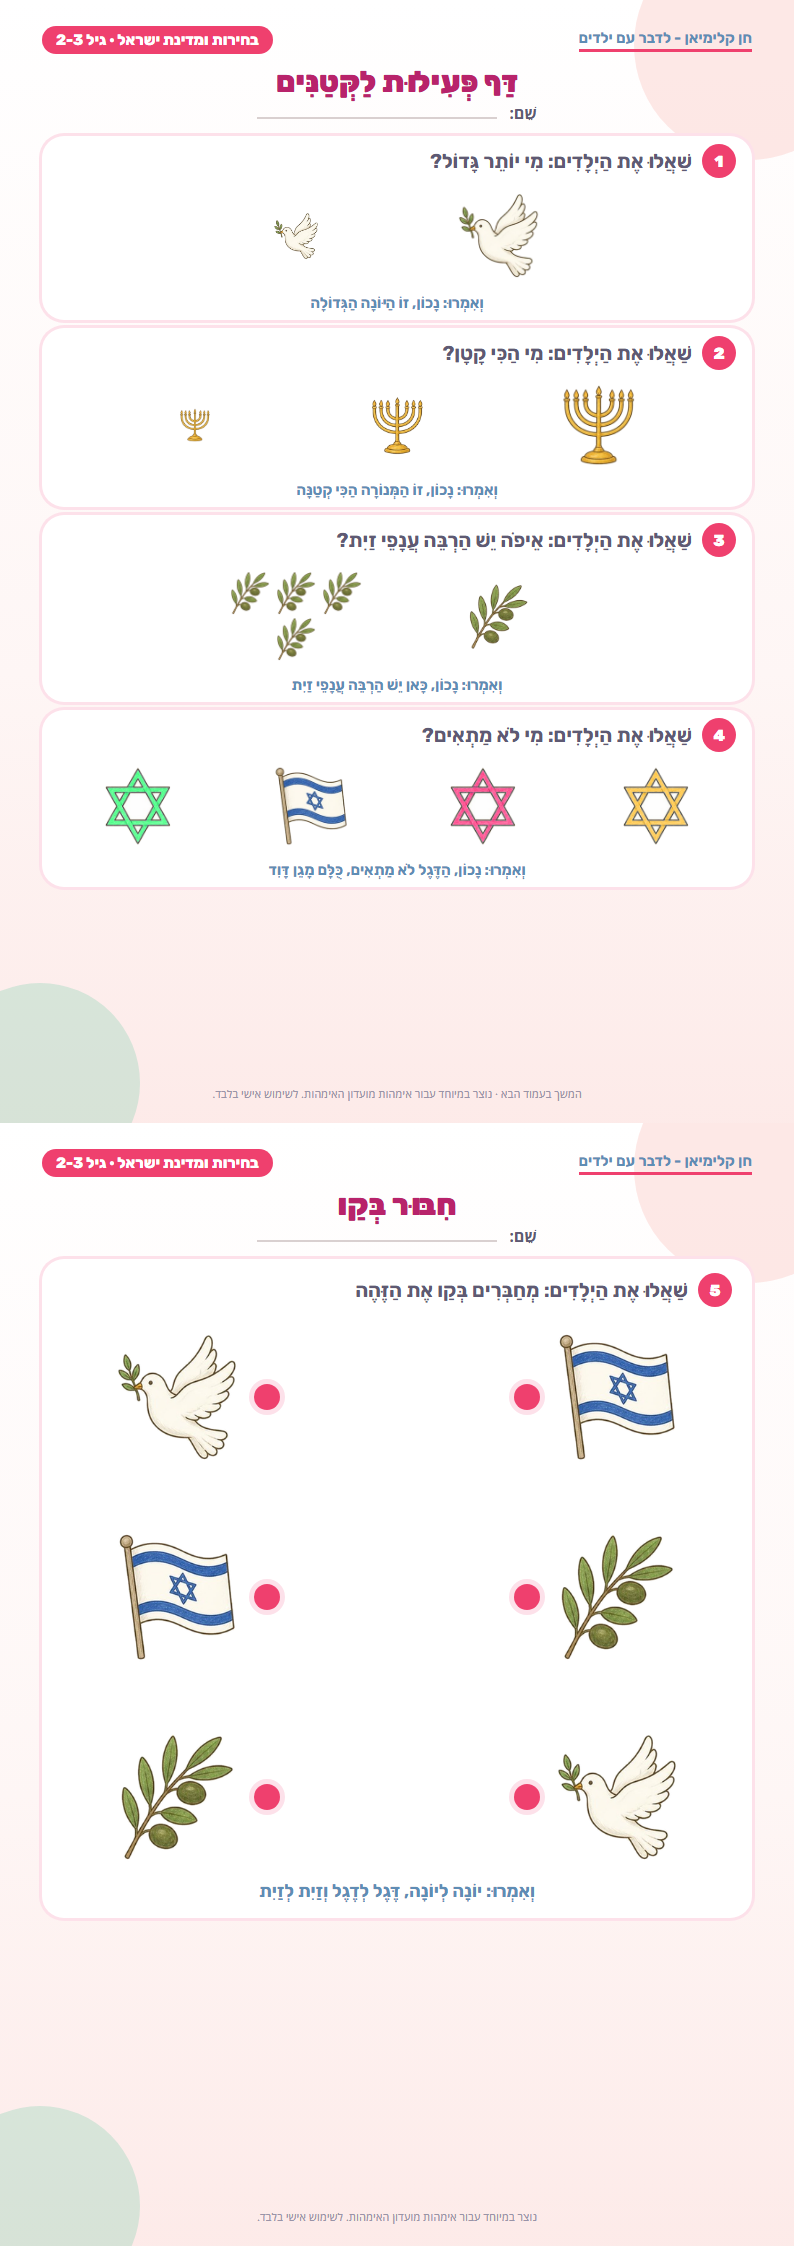 חן קלימיאן - לדבר עם ילדים
בחירות ומדינת ישראל • גיל 2-3
דַּף פְּעִילוּת לַקְּטַנִּים
שֵׁם:
1 שַׁאֲלוּ אֶת הַיְלָדִים: מִי יוֹתֵר גָּדוֹל?
וְאִמְרוּ: נָכוֹן, זוֹ הַיּוֹנָה הַגְּדוֹלָה
2 שַׁאֲלוּ אֶת הַיְלָדִים: מִי הֲכִי קָטָן?
וְאִמְרוּ: נָכוֹן, זוֹ הַמְּנוֹרָה הֲכִי קְטַנָּה
3 שַׁאֲלוּ אֶת הַיְלָדִים: אֵיפֹה יֵשׁ הַרְבֵּה עֲנָפֵי זַיִת?
וְאִמְרוּ: נָכוֹן, כָּאן יֵשׁ הַרְבֵּה עֲנָפֵי זַיִת
4 שַׁאֲלוּ אֶת הַיְלָדִים: מִי לֹא מַתְאִים?
וְאִמְרוּ: נָכוֹן, הַדֶּגֶל לֹא מַתְאִים, כֻּלָּם מָגֵן דָּוִד
המשך בעמוד הבא · נוצר במיוחד עבור אימהות מועדון האימהות. לשימוש אישי בלבד.
חן קלימיאן - לדבר עם ילדים
בחירות ומדינת ישראל • גיל 2-3
חִבּוּר בְּקַו
שֵׁם:
5 שַׁאֲלוּ אֶת הַיְלָדִים: מְחַבְּרִים בְּקַו אֶת הַזֶּהֶה
וְאִמְרוּ: יוֹנָה לְיוֹנָה, דֶּגֶל לְדֶגֶל וְזַיִת לְזַיִת
נוצר במיוחד עבור אימהות מועדון האימהות. לשימוש אישי בלבד.